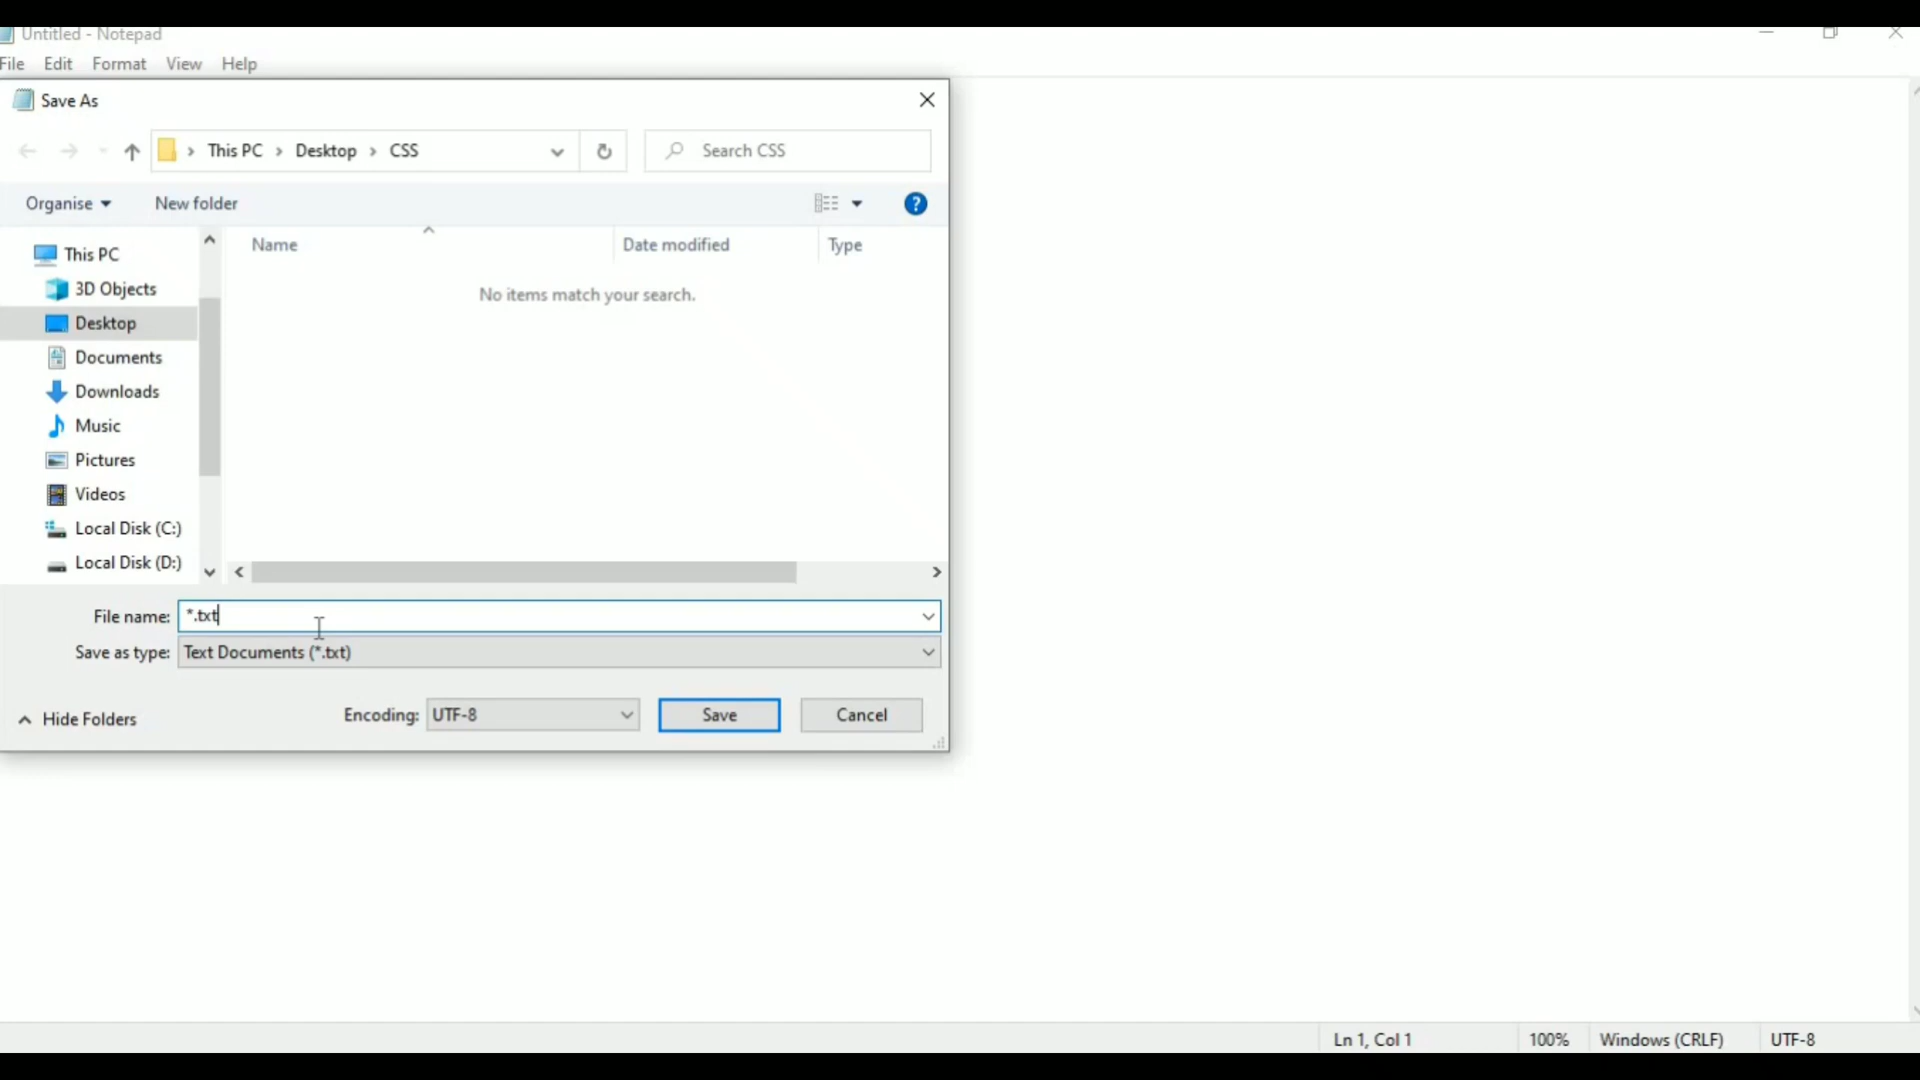 Untitled - Notepad
File Edit Format View Help
Save As
This PC > Desktop > CSS
Search CSS
Organise New folder
?
Name Date modified Type
No items match your search.
This PC
3D Objects
Desktop
Documents
Downloads
Music
Pictures
Videos
Local Disk (C:)
Local Disk (D:)
File name: *.txt
Save as type: Text Documents (*.txt)
Hide Folders Encoding: UTF-8 Save Cancel
Ln 1, Col 1 100% Windows (CRLF) UTF-8